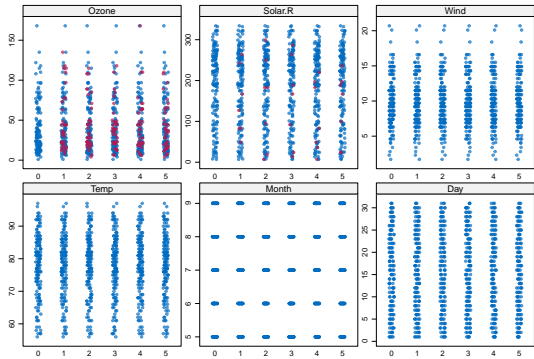 Ozone
Solar.R
Wind
0 50 100 150
0 100 200 300
5 10 15 20
0 1 2 3 4 5
0 1 2 3 4 5
0 1 2 3 4 5
Temp
Month
Day
60 70 80 90
5 6 7 8 9
0 5 10 15 20 25 30
0 1 2 3 4 5
0 1 2 3 4 5
0 1 2 3 4 5